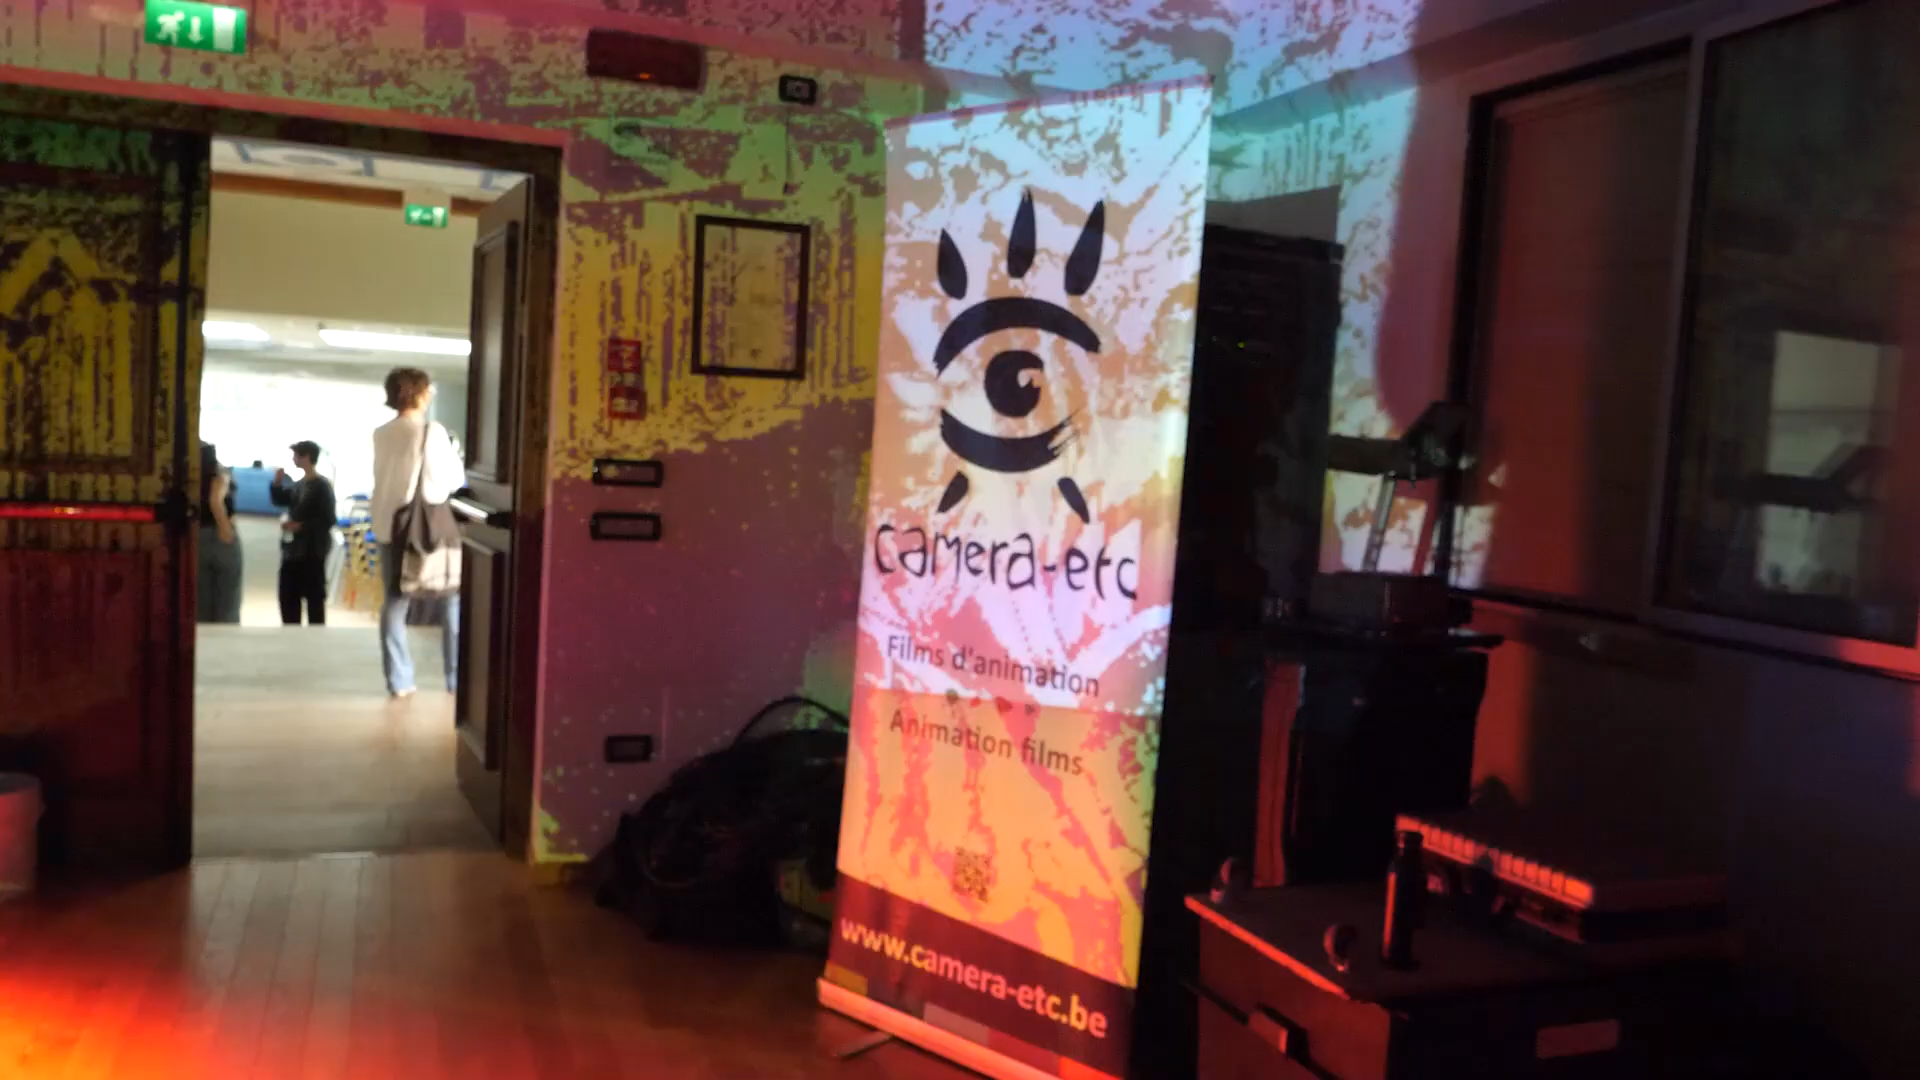 camera-etc
Films d'animation
Animation films
www.camera-etc.be